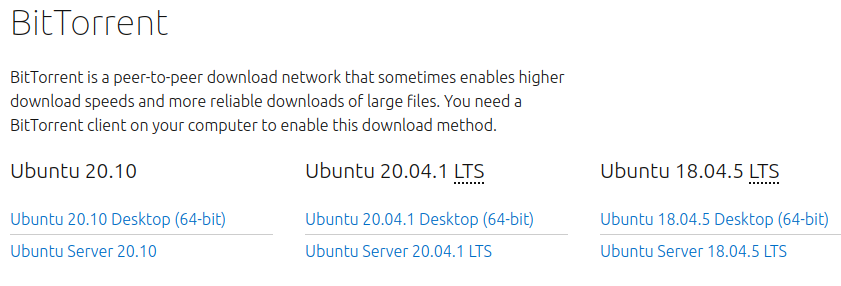 BitTorrent
BitTorrent is a peer-to-peer download network that sometimes enables higher
download speeds and more reliable downloads of large files. You need a
BitTorrent client on your computer to enable this download method.
Ubuntu 20.10
Ubuntu 20.10 Desktop (64-bit)
Ubuntu Server 20.10
Ubuntu 20.04.1 LTS
Ubuntu 20.04.1 Desktop (64-bit)
Ubuntu Server 20.04.1 LTS
Ubuntu 18.04.5 LTS
Ubuntu 18.04.5 Desktop (64-bit)
Ubuntu Server 18.04.5 LTS